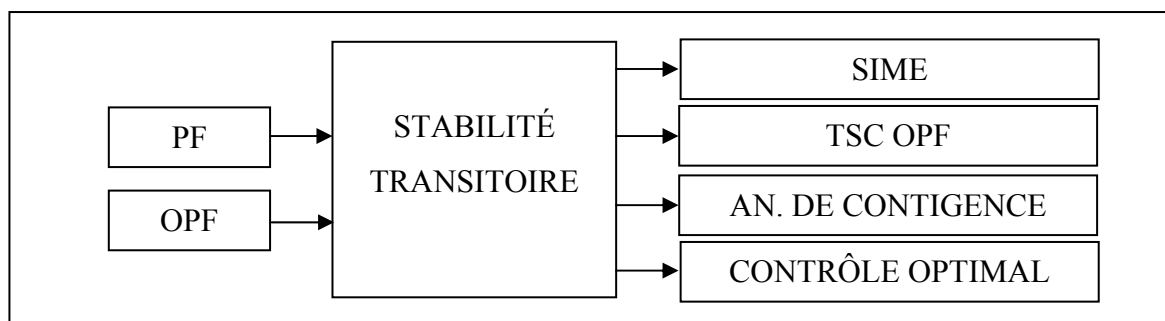 PF
OPF
STABILITÉ
TRANSITOIRE
SIME
TSC OPF
AN. DE CONTIGENCE
CONTRÔLE OPTIMAL